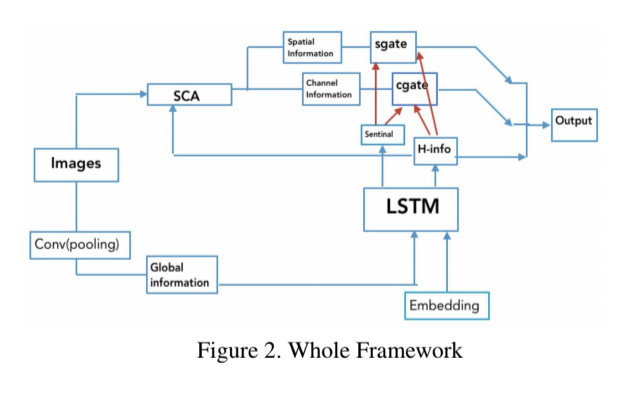 Spatial
Information
sgate
Channel
Information
cgate
SCA
Sentinal
H-info
Output
Images
LSTM
Conv(pooling)
Global
information
Embedding
Figure 2. Whole Framework